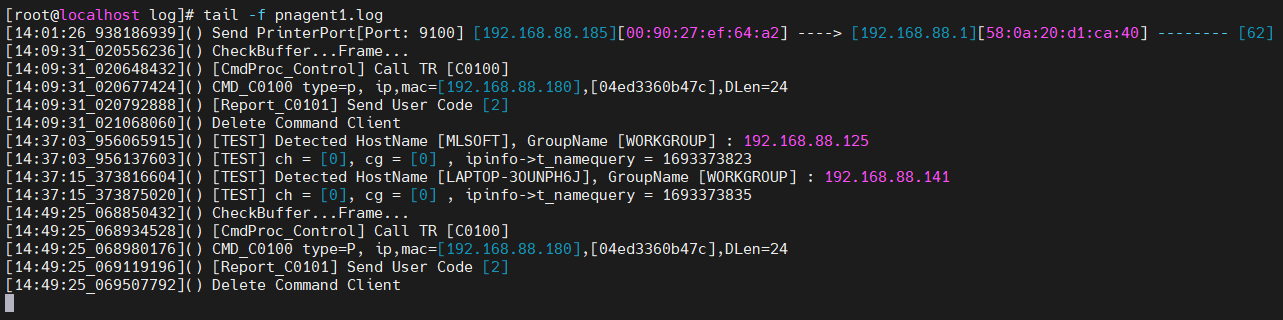 [root@localhost log]# tail -f pnagent1.log
[14:01:26_938186939]() Send PrinterPort[Port: 9100] [192.168.88.185][00:90:27:ef:64:a2] ----> [192.168.88.1][58:0a:20:d1:ca:40] -------- [62]
[14:09:31_020556236]() CheckBuffer...Frame...
[14:09:31_020648432]() [CmdProc_Control] Call TR [C0100]
[14:09:31_020677424]() CMD_C0100 type=p, ip,mac=[192.168.88.180],[04ed3360b47c],DLen=24
[14:09:31_020792888]() [Report_C0101] Send User Code [2]
[14:09:31_021068060]() Delete Command Client
[14:37:03_956065915]() [TEST] Detected HostName [MLSOFT], GroupName [WORKGROUP] : 192.168.88.125
[14:37:03_956137603]() [TEST] ch = [0], cg = [0] , ipinfo->t_namequery = 1693373823
[14:37:15_373816604]() [TEST] Detected HostName [LAPTOP-3OUNPH6J], GroupName [WORKGROUP] : 192.168.88.141
[14:37:15_373875020]() [TEST] ch = [0], cg = [0] , ipinfo->t_namequery = 1693373835
[14:49:25_068850432]() CheckBuffer...Frame...
[14:49:25_068934528]() [CmdProc_Control] Call TR [C0100]
[14:49:25_068980176]() CMD_C0100 type=P, ip,mac=[192.168.88.180],[04ed3360b47c],DLen=24
[14:49:25_069119196]() [Report_C0101] Send User Code [2]
[14:49:25_069507792]() Delete Command Client